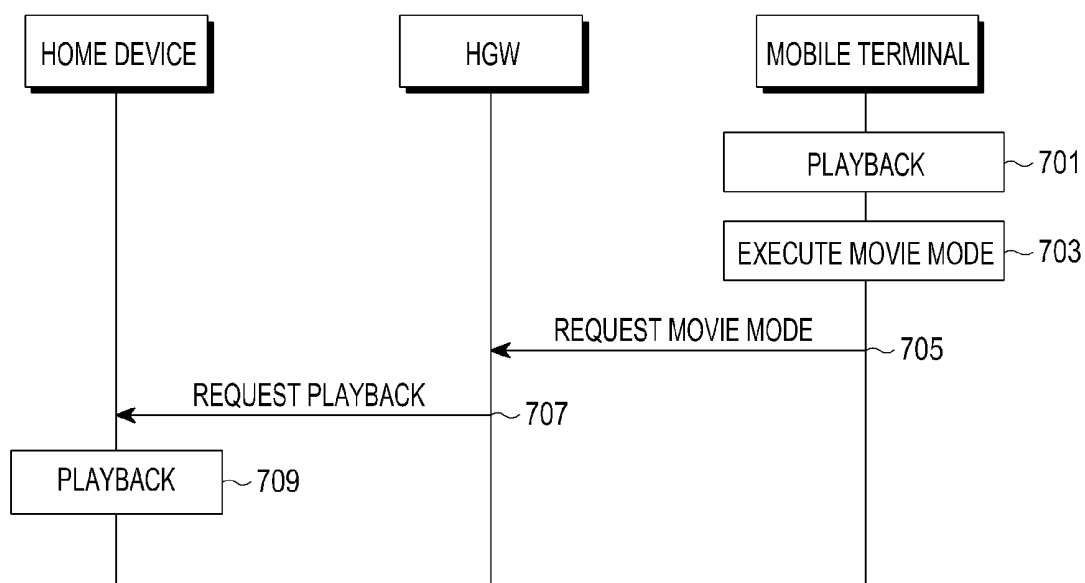 HOME DEVICE
HGW
MOBILE TERMINAL
PLAYBACK
701
EXECUTE MOVIE MODE
703
REQUEST MOVIE MODE
705
REQUEST PLAYBACK
707
PLAYBACK
709